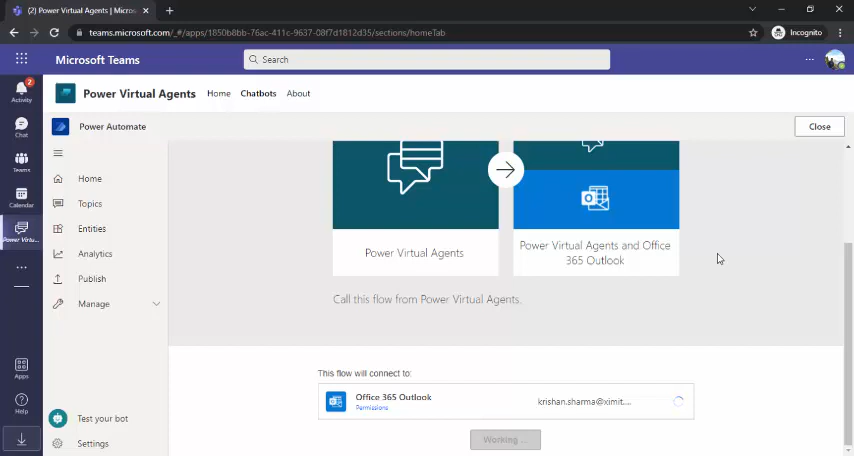 (2) Power Virtual Agents | Micros
teams.microsoft.com/_#/apps/1850b8bb-76ac-411c-9637-08f7d1812d35/sections/homeTab
Incognito
Microsoft Teams
Search
2
Activity
Chat
Teams
Calendar
Power Virtu...
Apps
Help
Power Virtual Agents
Home
Chatbots
About
Power Automate
Close
Home
Topics
Entities
Analytics
Publish
Manage
Test your bot
Settings
Power Virtual Agents
Power Virtual Agents and Office
365 Outlook
Call this flow from Power Virtual Agents.
This flow will connect to:
Office 365 Outlook
Permissions
krishan.sharma@ximit....
Working ...